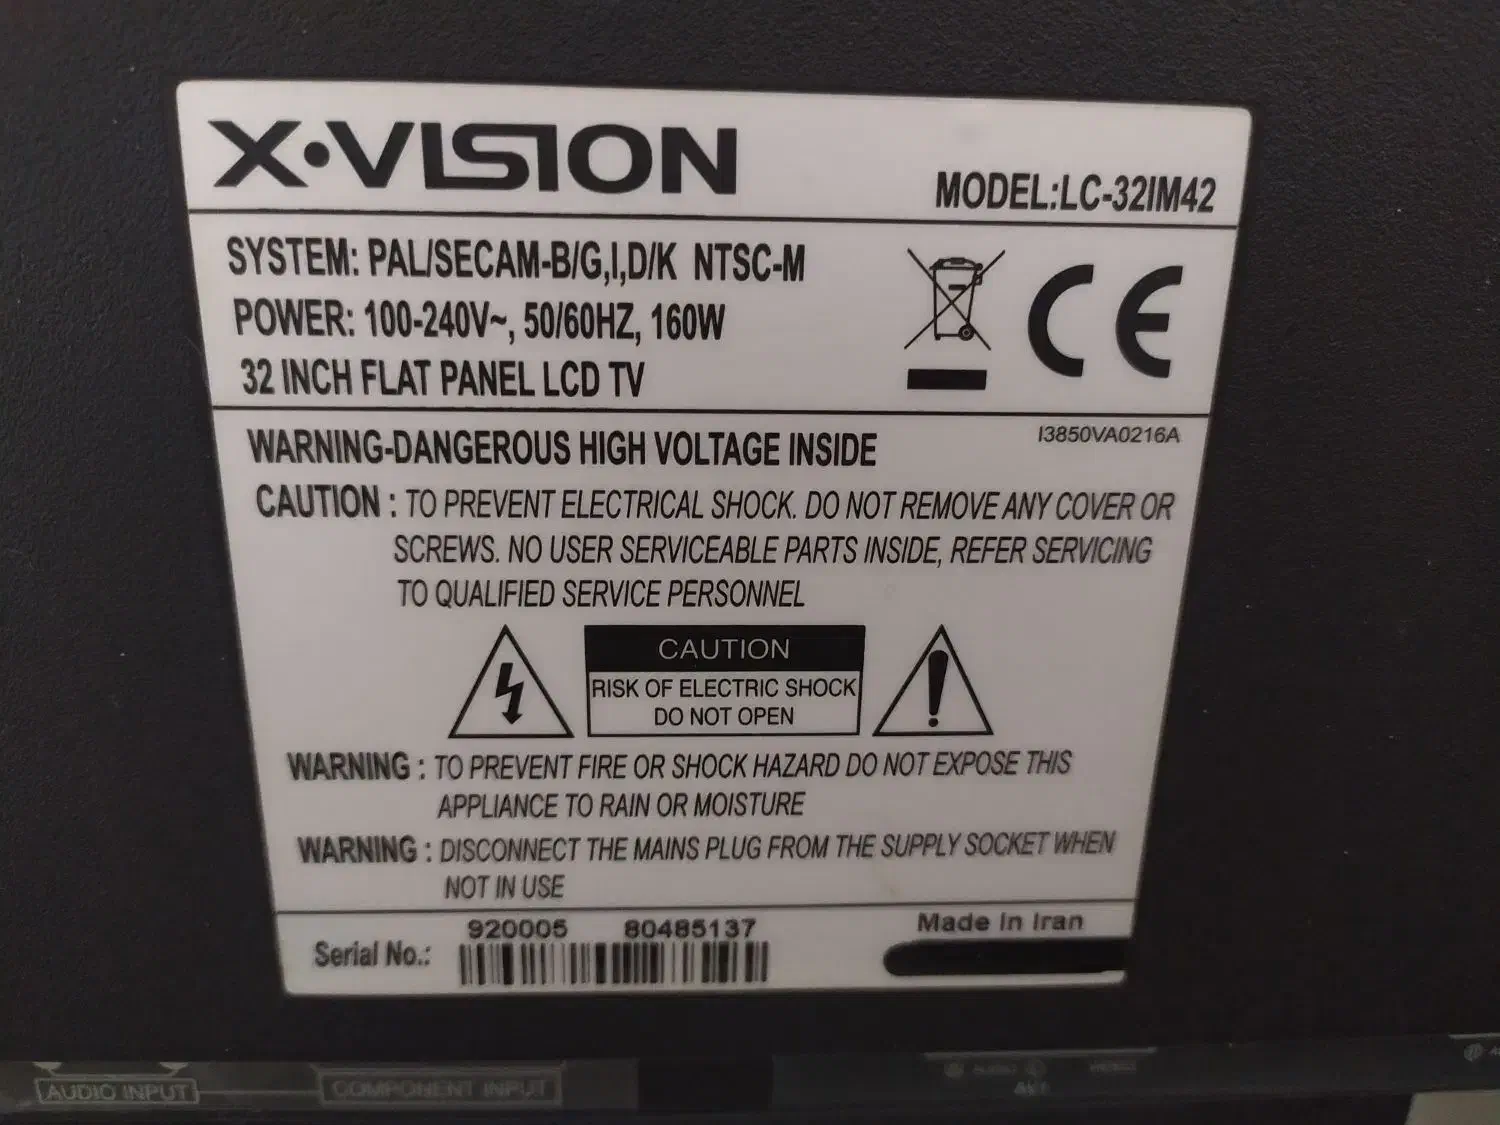 X·VISION
MODEL:LC-32IM42
SYSTEM: PAL/SECAM-B/G,I,D/K NTSC-M
POWER: 100-240V~, 50/60HZ, 160W
32 INCH FLAT PANEL LCD TV
CE
WARNING-DANGEROUS HIGH VOLTAGE INSIDE
I3850VA0216A
CAUTION : TO PREVENT ELECTRICAL SHOCK. DO NOT REMOVE ANY COVER OR
SCREWS. NO USER SERVICEABLE PARTS INSIDE, REFER SERVICING
TO QUALIFIED SERVICE PERSONNEL
CAUTION
RISK OF ELECTRIC SHOCK
DO NOT OPEN
WARNING : TO PREVENT FIRE OR SHOCK HAZARD DO NOT EXPOSE THIS
APPLIANCE TO RAIN OR MOISTURE
WARNING : DISCONNECT THE MAINS PLUG FROM THE SUPPLY SOCKET WHEN
NOT IN USE
920005 80485137
Serial No.:
Made In Iran
AUDIO INPUT
COMPONENT INPUT